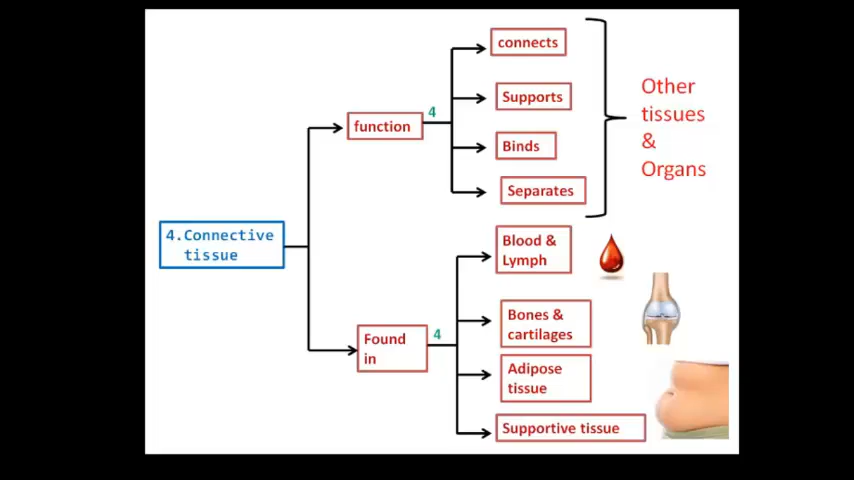 connects
Supports
Binds
Separates
Other
tissues
&
Organs
function
4
4.Connective
tissue
Blood &
Lymph
Bones &
cartilages
Found
in
4
Adipose
tissue
Supportive tissue